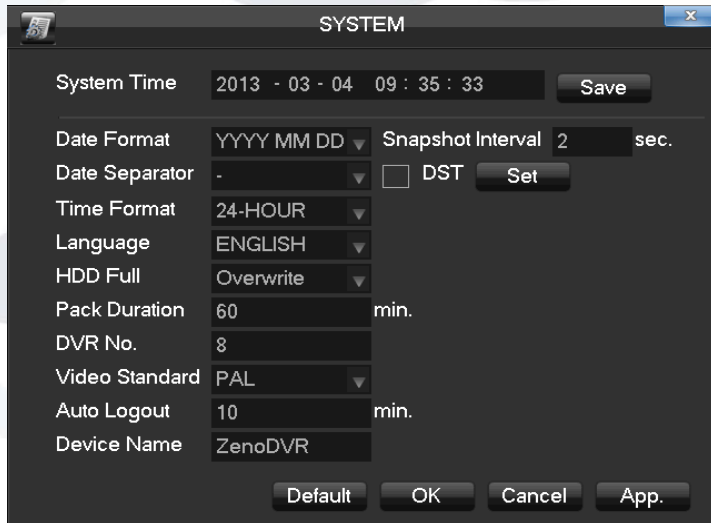 SYSTEM
x
System Time 2013 - 03 - 04 09 : 35 : 33 Save
Date Format YYYY MM DD Snapshot Interval 2 sec.
Date Separator - DST Set
Time Format 24-HOUR
Language ENGLISH
HDD Full Overwrite
Pack Duration 60 min.
DVR No. 8
Video Standard PAL
Auto Logout 10 min.
Device Name ZenoDVR
Default OK Cancel App.